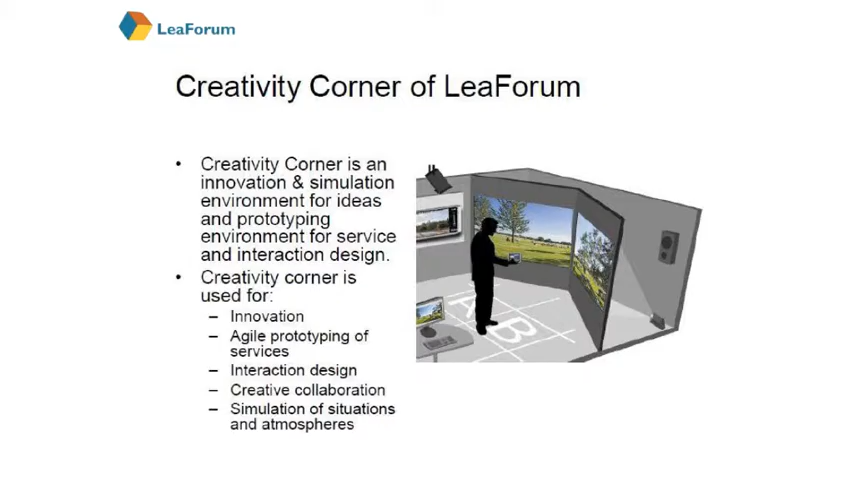 LeaForum
Creativity Corner of LeaForum
• Creativity Corner is an
innovation & simulation
environment for ideas
and prototyping
environment for service
and interaction design.
• Creativity corner is
used for:
– Innovation
– Agile prototyping of
services
– Interaction design
– Creative collaboration
– Simulation of situations
and atmospheres
A
B